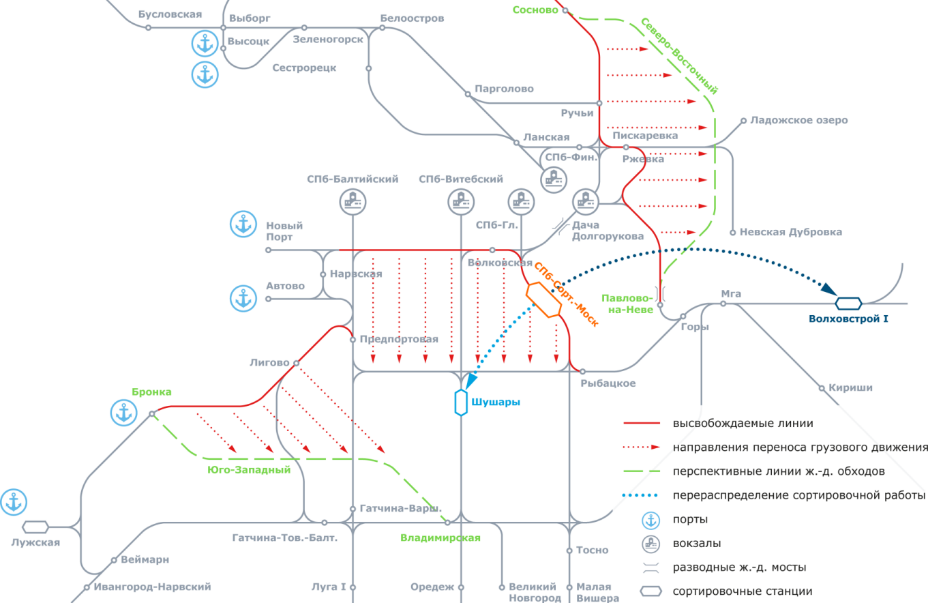 Сосново
Бусловская
Выборг
Белоостров
Высоцк
Зеленогорск
Северо-Восточный
Сестрорецк
Парголово
Ручьи
Ладожское озеро
Ланская
Пискаревка
СПб-Фин.
Ржевка
СПб-Балтийский
СПб-Витебский
СПб-Гл.
Дача
Долгорукова
Новый
Порт
Невская Дубровка
Волковская
Нарвская
СПб-Сорт.-Моск
Автово
Павлово-
на-Неве
Мга
Волховстрой I
Горы
Предпортовая
Лигово
Рыбацкое
Кириши
Бронка
Шушары
высвобождаемые линии
направления переноса грузового движения
Юго-Западный
перспективные линии ж.-д. обходов
перераспределение сортировочной работы
Гатчина-Варш.
порты
Лужская
Гатчина-Тов.-Балт.
Владимирская
вокзалы
Тосно
Веймарн
разводные ж.-д. мосты
Ивангород-Нарвский
Луга I
Оредеж
Великий
Новгород
Малая
Вишера
сортировочные станции